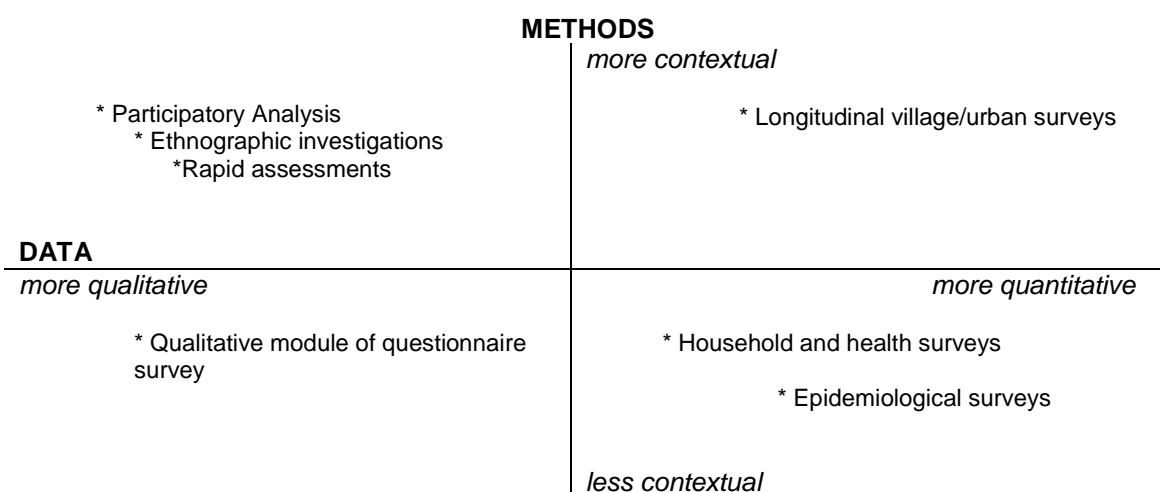 METHODS
more contextual
* Participatory Analysis
* Longitudinal village/urban surveys
* Ethnographic investigations
*Rapid assessments
DATA
more qualitative
more quantitative
* Qualitative module of questionnaire
survey
* Household and health surveys
* Epidemiological surveys
less contextual